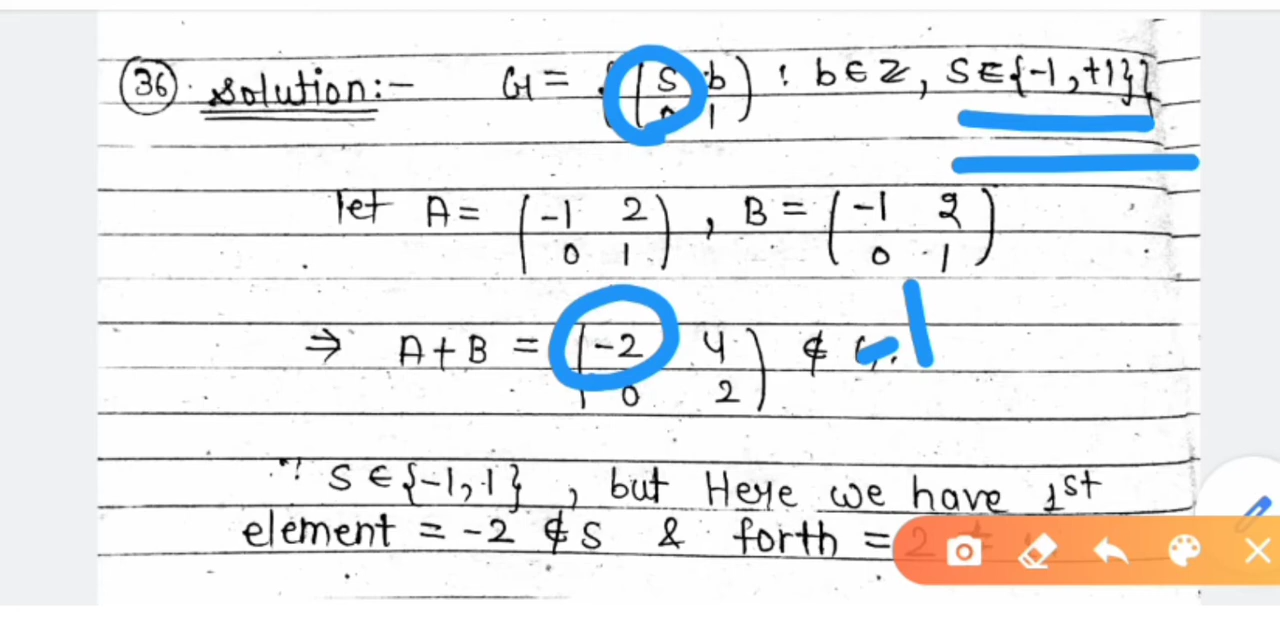 (36). Solution:- G = {(S b) : b∈Z, S∈{-1,+1}}
0 1
let A = (-1 2), B = (-1 2)
0 1 0 1
⇒ A+B = (-2 4) ∉
0 2
∵ S∈{-1,1}, but Here we have 1st
element = -2 ∉ S & forth = 2